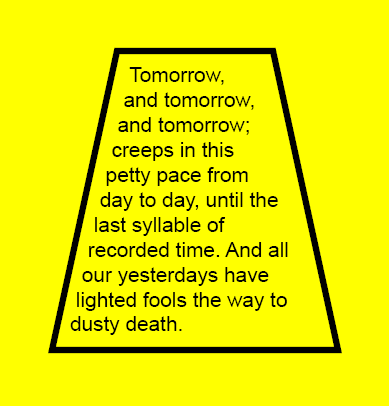 Tomorrow,
and tomorrow,
and tomorrow;
creeps in this
petty pace from
day to day, until the
last syllable of
recorded time. And all
our yesterdays have
lighted fools the way to
dusty death.